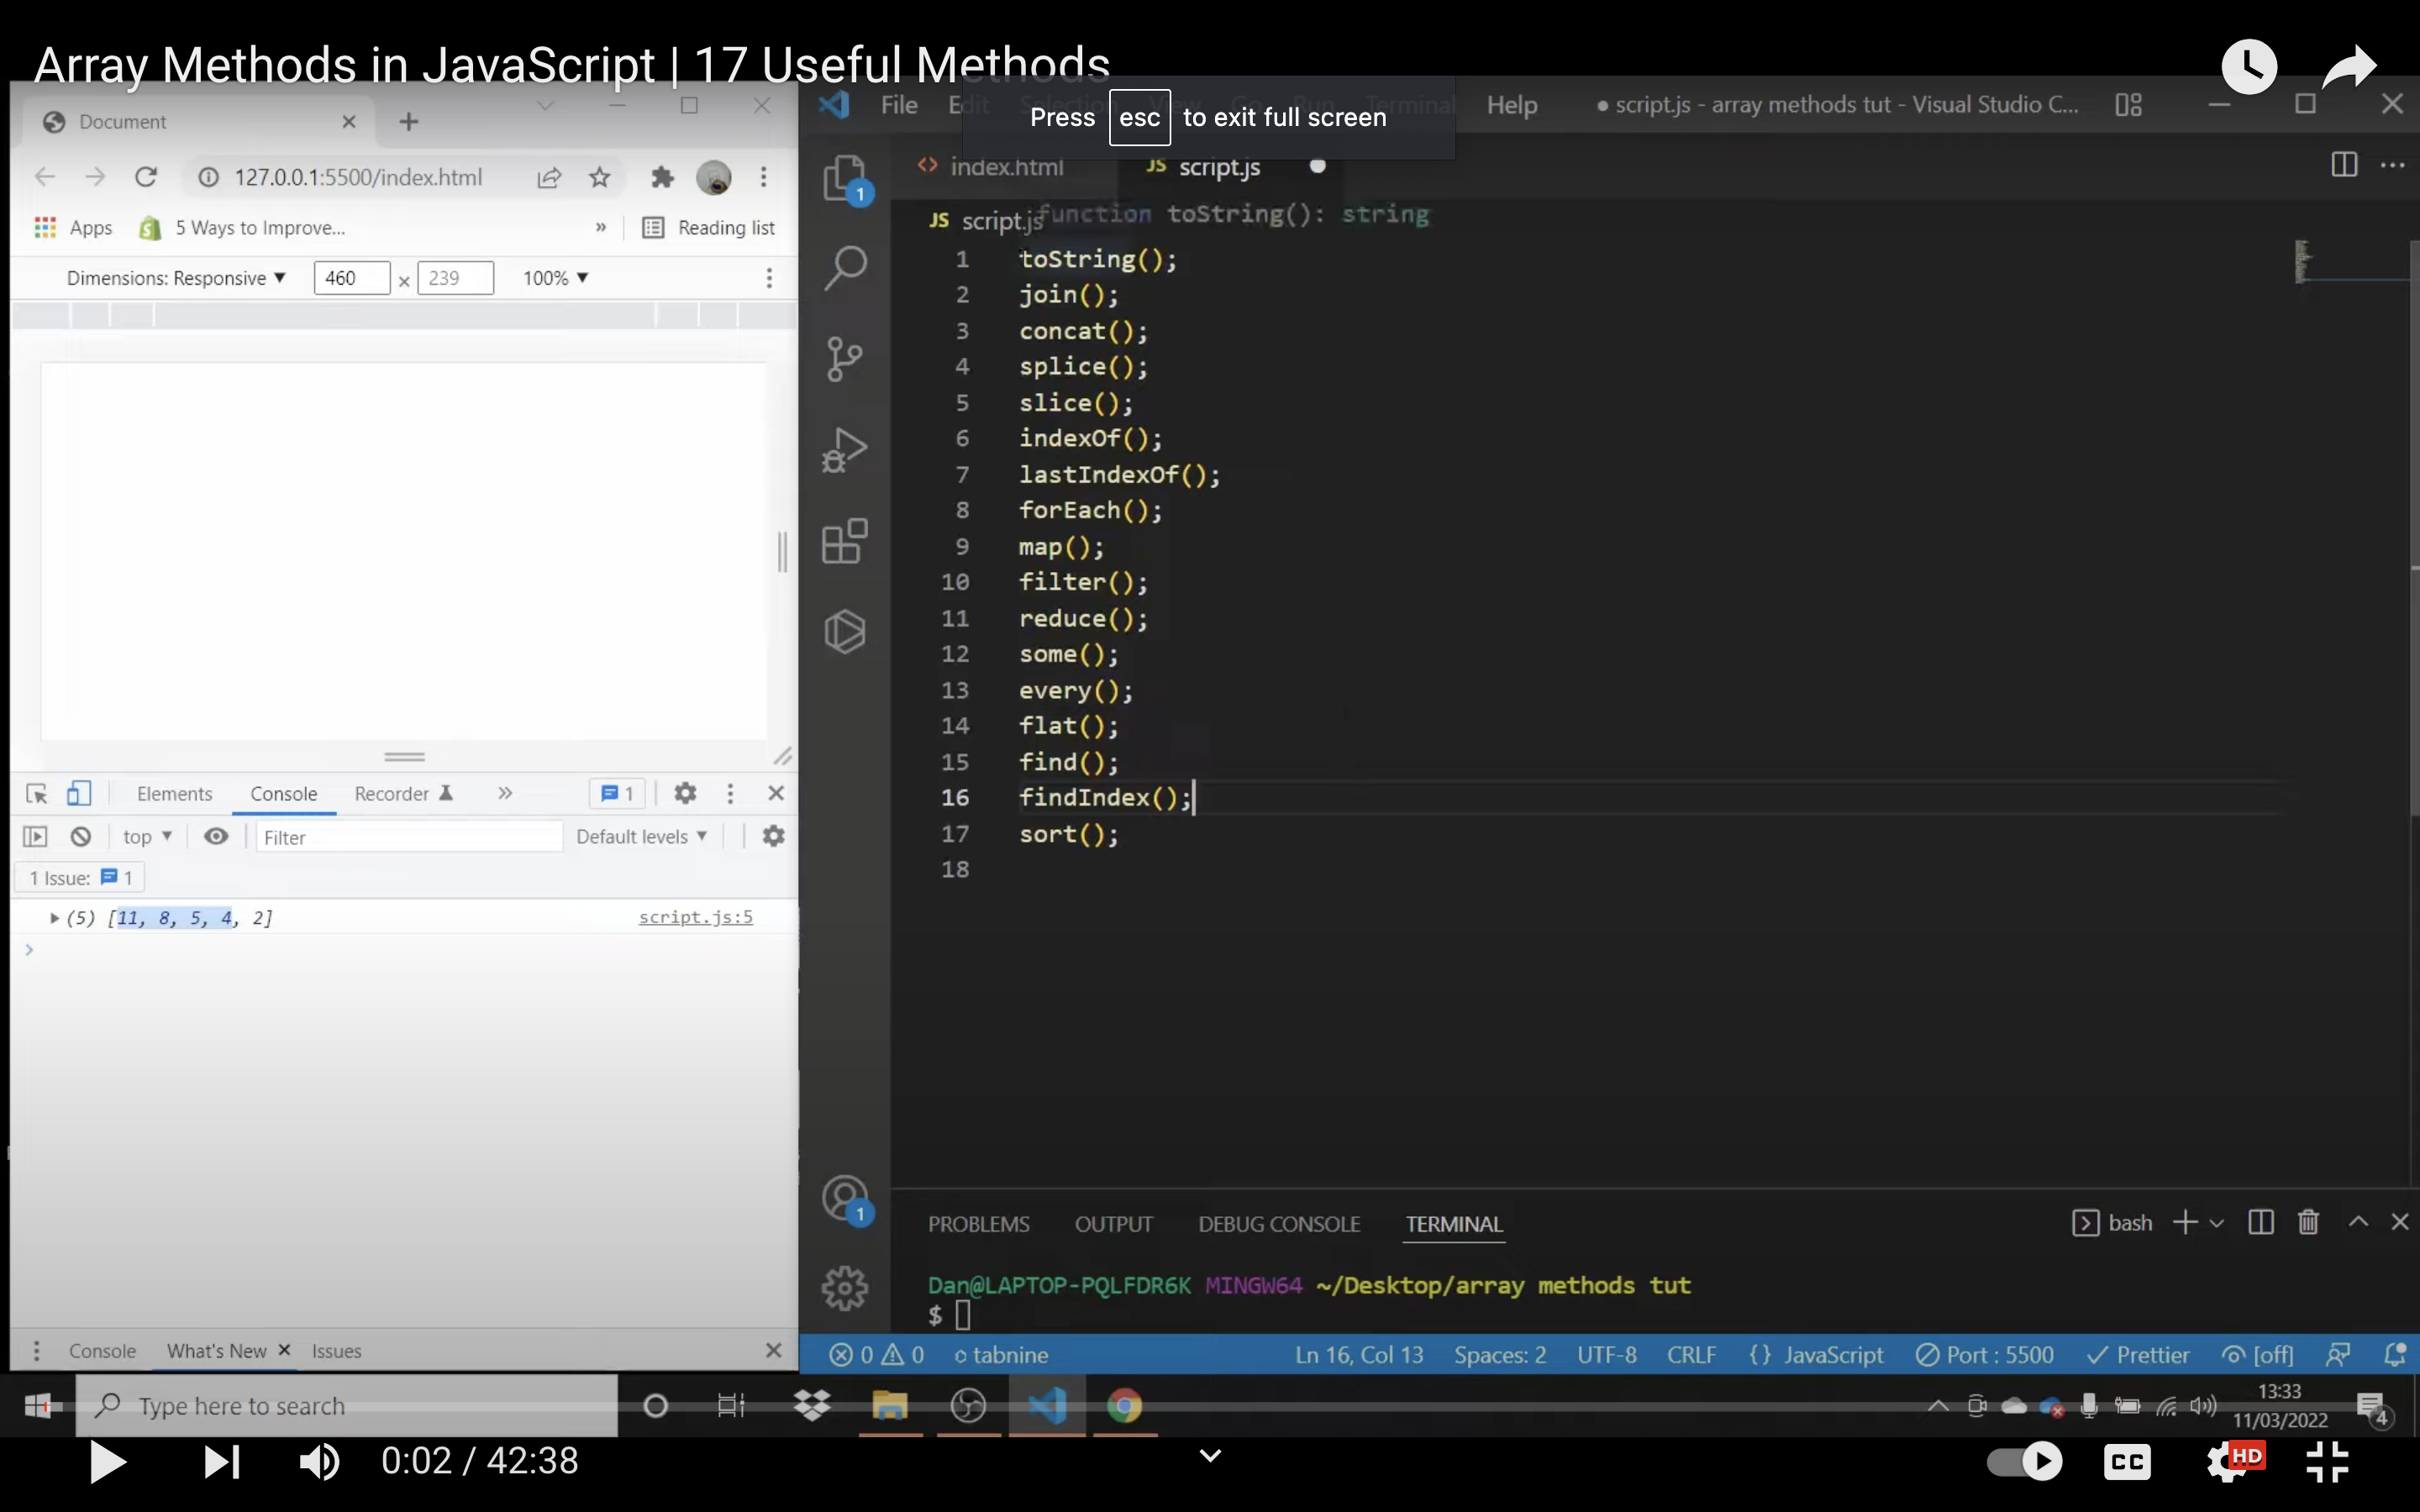 Array Methods in JavaScript | 17 Useful Methods
Press esc to exit full screen
Document
127.0.0.1:5500/index.html
Apps
5 Ways to Improve...
»
Reading list
Dimensions: Responsive ▼ 460 × 239 100% ▼
Elements Console Recorder » 1
top ▼ Filter Default levels ▼
1 Issue: 1
(5) [11, 8, 5, 4, 2] script.js:5
Console What's New × Issues
File Edit Selection View Go Run Terminal Help
● script.js - array methods tut - Visual Studio C...
1
<> index.html JS script.js ●
JS script.js
function toString(): string
1 toString();
2 join();
3 concat();
4 splice();
5 slice();
6 indexOf();
7 lastIndexOf();
8 forEach();
9 map();
10 filter();
11 reduce();
12 some();
13 every();
14 flat();
15 find();
16 findIndex();
17 sort();
18
1
PROBLEMS OUTPUT DEBUG CONSOLE TERMINAL
bash
Dan@LAPTOP-PQLFDR6K MINGW64 ~/Desktop/array methods tut
$
0 0 tabnine Ln 16, Col 13 Spaces: 2 UTF-8 CRLF {} JavaScript Port : 5500 Prettier [off]
Type here to search
13:33
11/03/2022
4
0:02 / 42:38
CC
HD